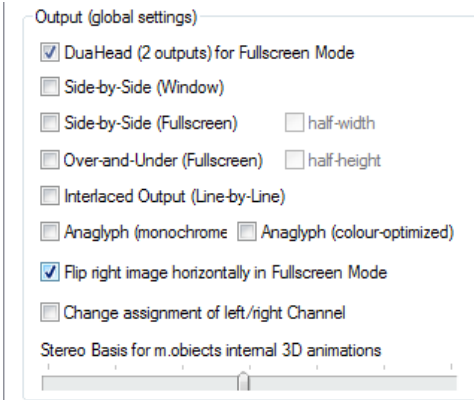 Output (global settings)
DuaHead (2 outputs) for Fullscreen Mode
Side-by-Side (Window)
Side-by-Side (Fullscreen) half-width
Over-and-Under (Fullscreen) half-height
Interlaced Output (Line-by-Line)
Anaglyph (monochrome Anaglyph (colour-optimized)
Flip right image horizontally in Fullscreen Mode
Change assignment of left/right Channel
Stereo Basis for m.objects internal 3D animations